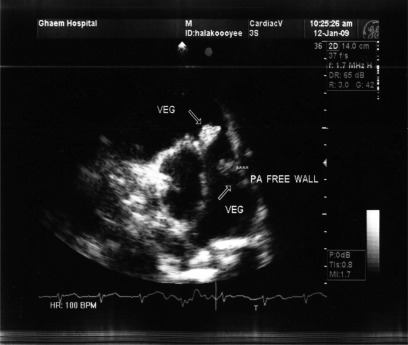 Ghaem Hospital
M
ID:halakoooyee
CardiacV
3S
10:25:26 am
12-Jan-09
36
2D 14.0 cm
37 f/s
f: 1.7 MHz H
DR: 65 dB
R: 3.0 G: 42
VEG
PA FREE WALL
VEG
P:0dB
TIs:0.8
MI:1.7
HR: 100 BPM
T